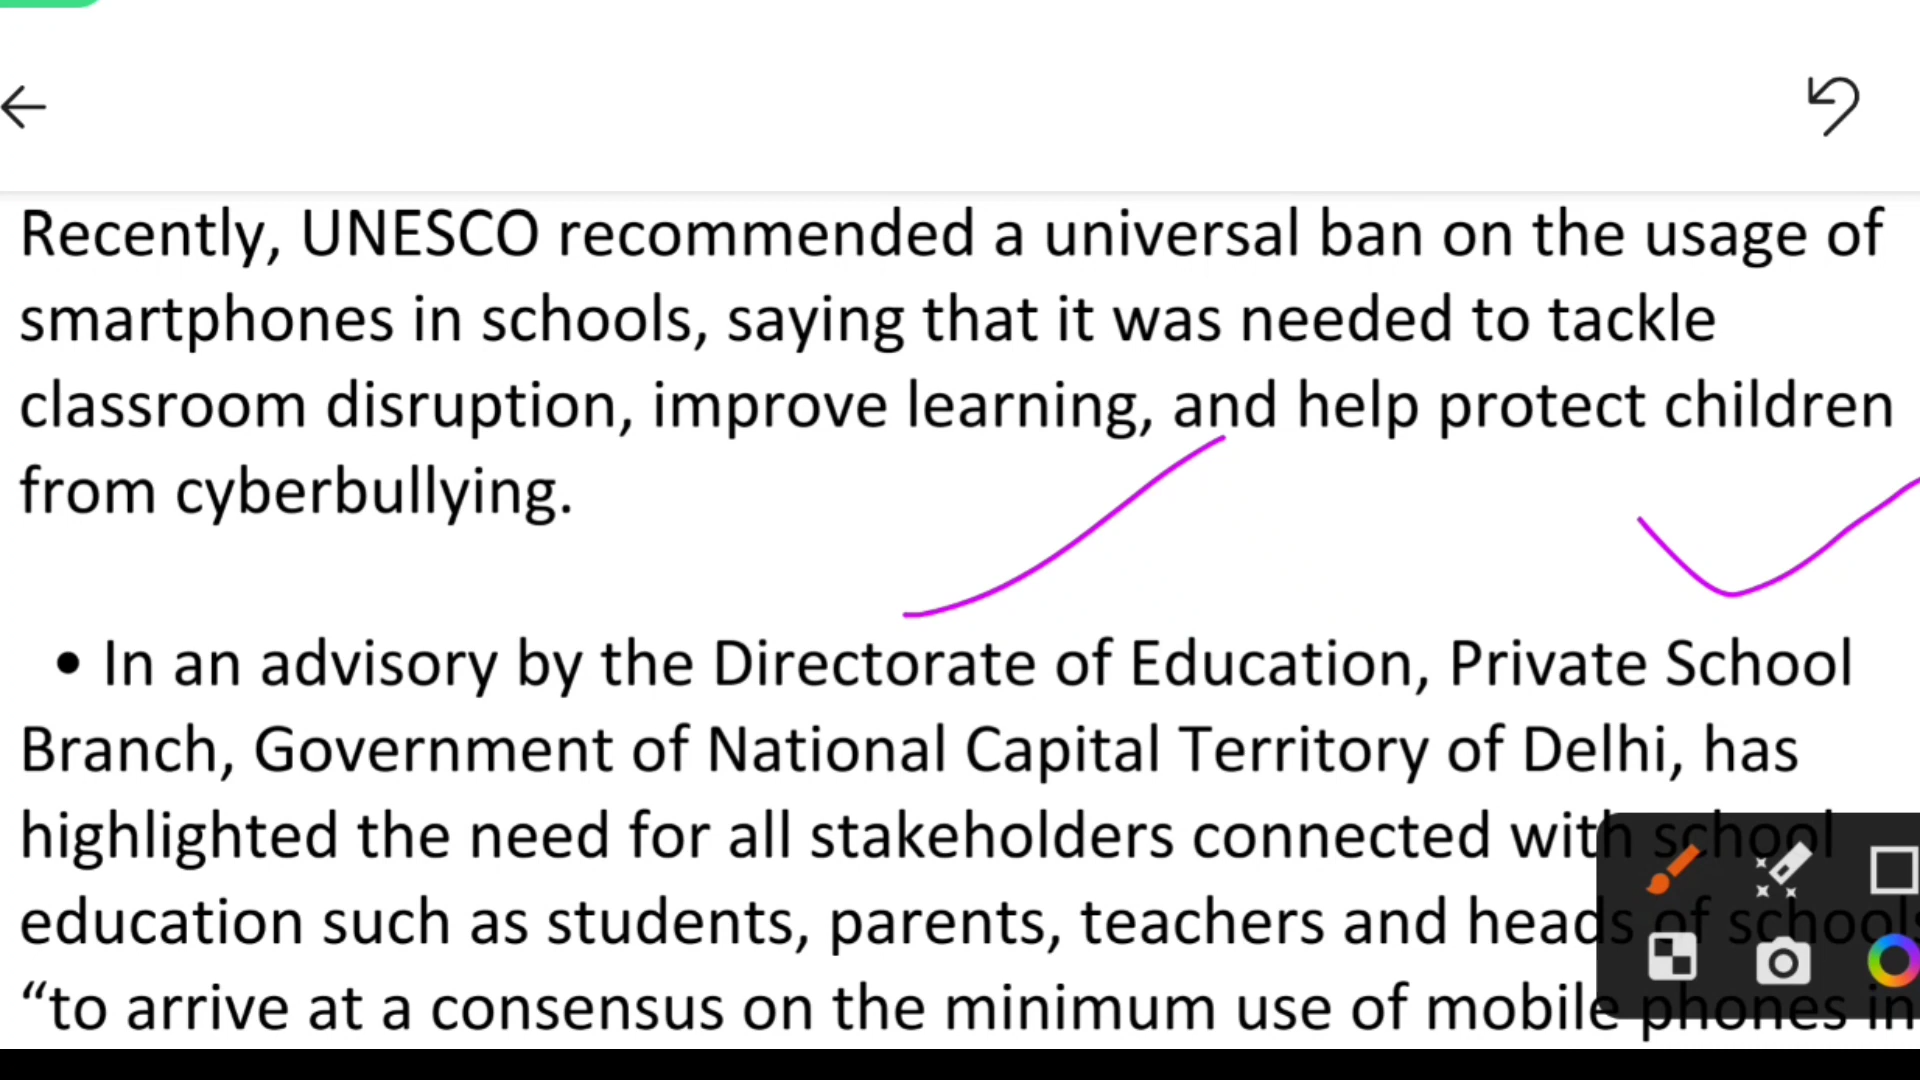 Recently, UNESCO recommended a universal ban on the usage of
smartphones in schools, saying that it was needed to tackle
classroom disruption, improve learning, and help protect children
from cyberbullying.
• In an advisory by the Directorate of Education, Private School
Branch, Government of National Capital Territory of Delhi, has
highlighted the need for all stakeholders connected with school
education such as students, parents, teachers and heads of schools
“to arrive at a consensus on the minimum use of mobile phones in